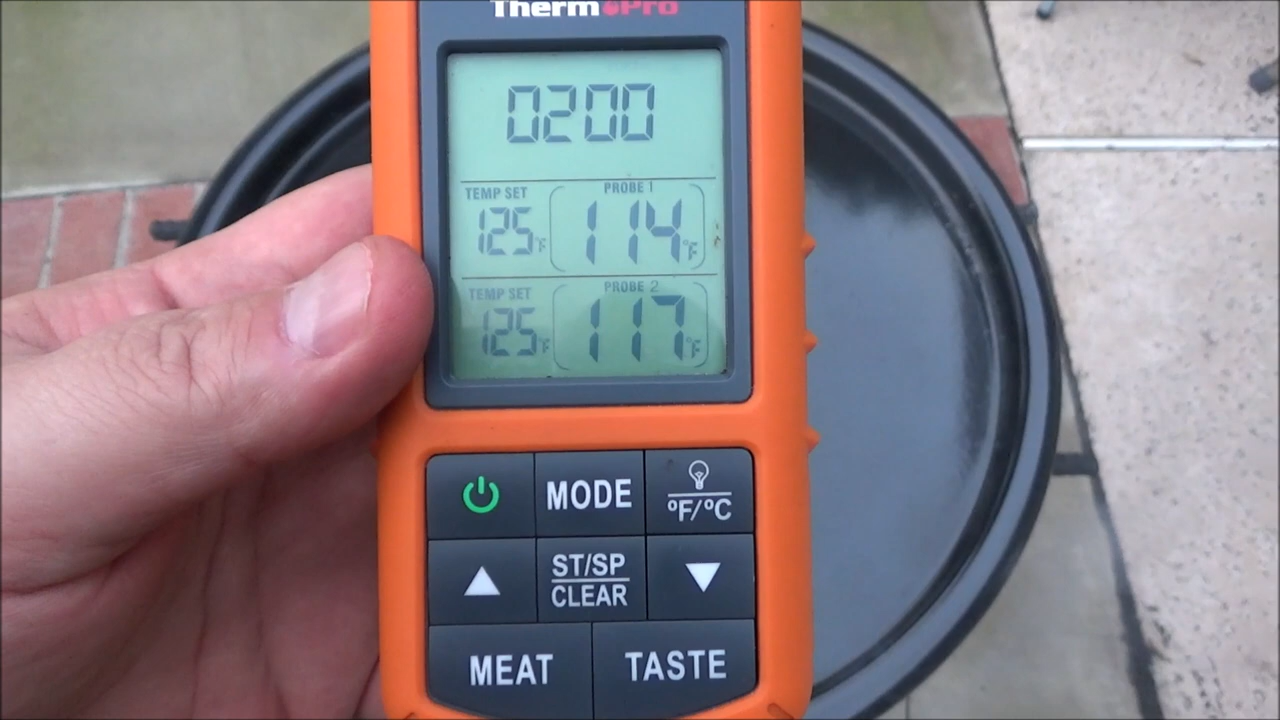 ThermoPro
0200
TEMP SET PROBE 1
125°F 114°F
TEMP SET PROBE 2
125°F 117°F
MODE
°F/°C
ST/SP
CLEAR
MEAT TASTE